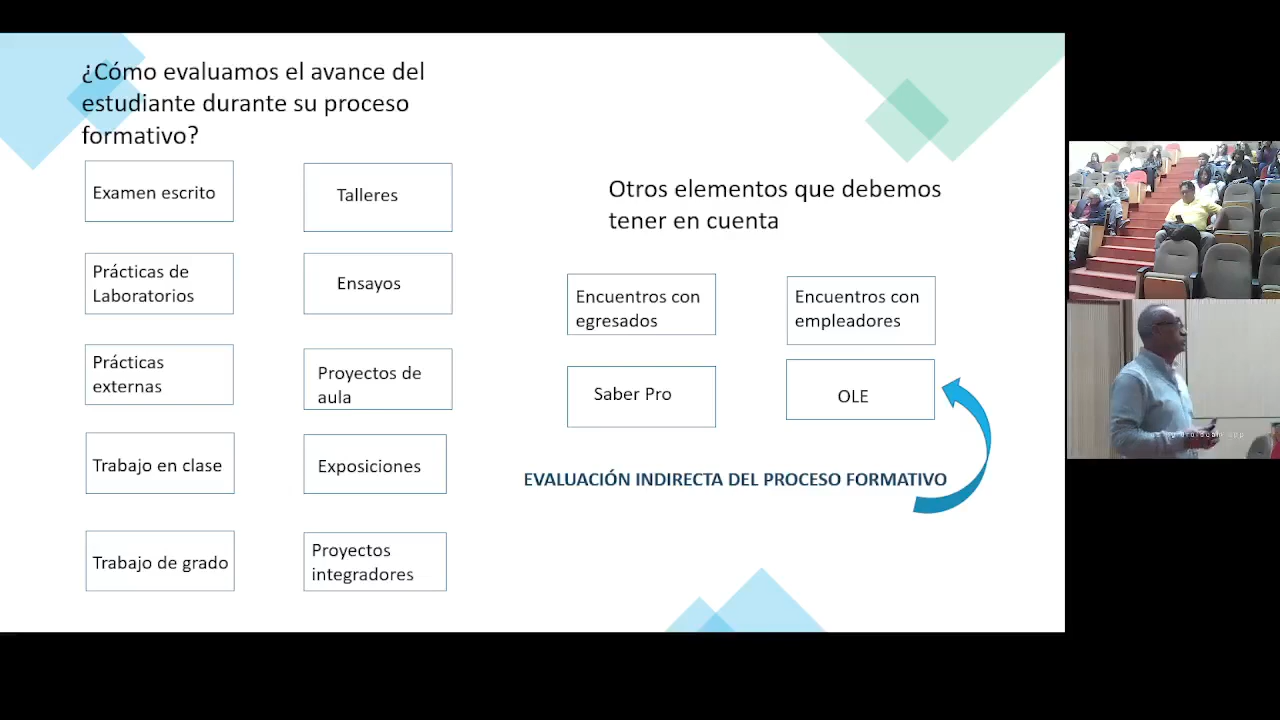 ¿Cómo evaluamos el avance del
estudiante durante su proceso
formativo?
Examen escrito
Talleres
Prácticas de
Laboratorios
Ensayos
Prácticas
externas
Proyectos de
aula
Trabajo en clase
Exposiciones
Trabajo de grado
Proyectos
integradores
Otros elementos que debemos
tener en cuenta
Encuentros con
egresados
Encuentros con
empleadores
Saber Pro
OLE
EVALUACIÓN INDIRECTA DEL PROCESO FORMATIVO